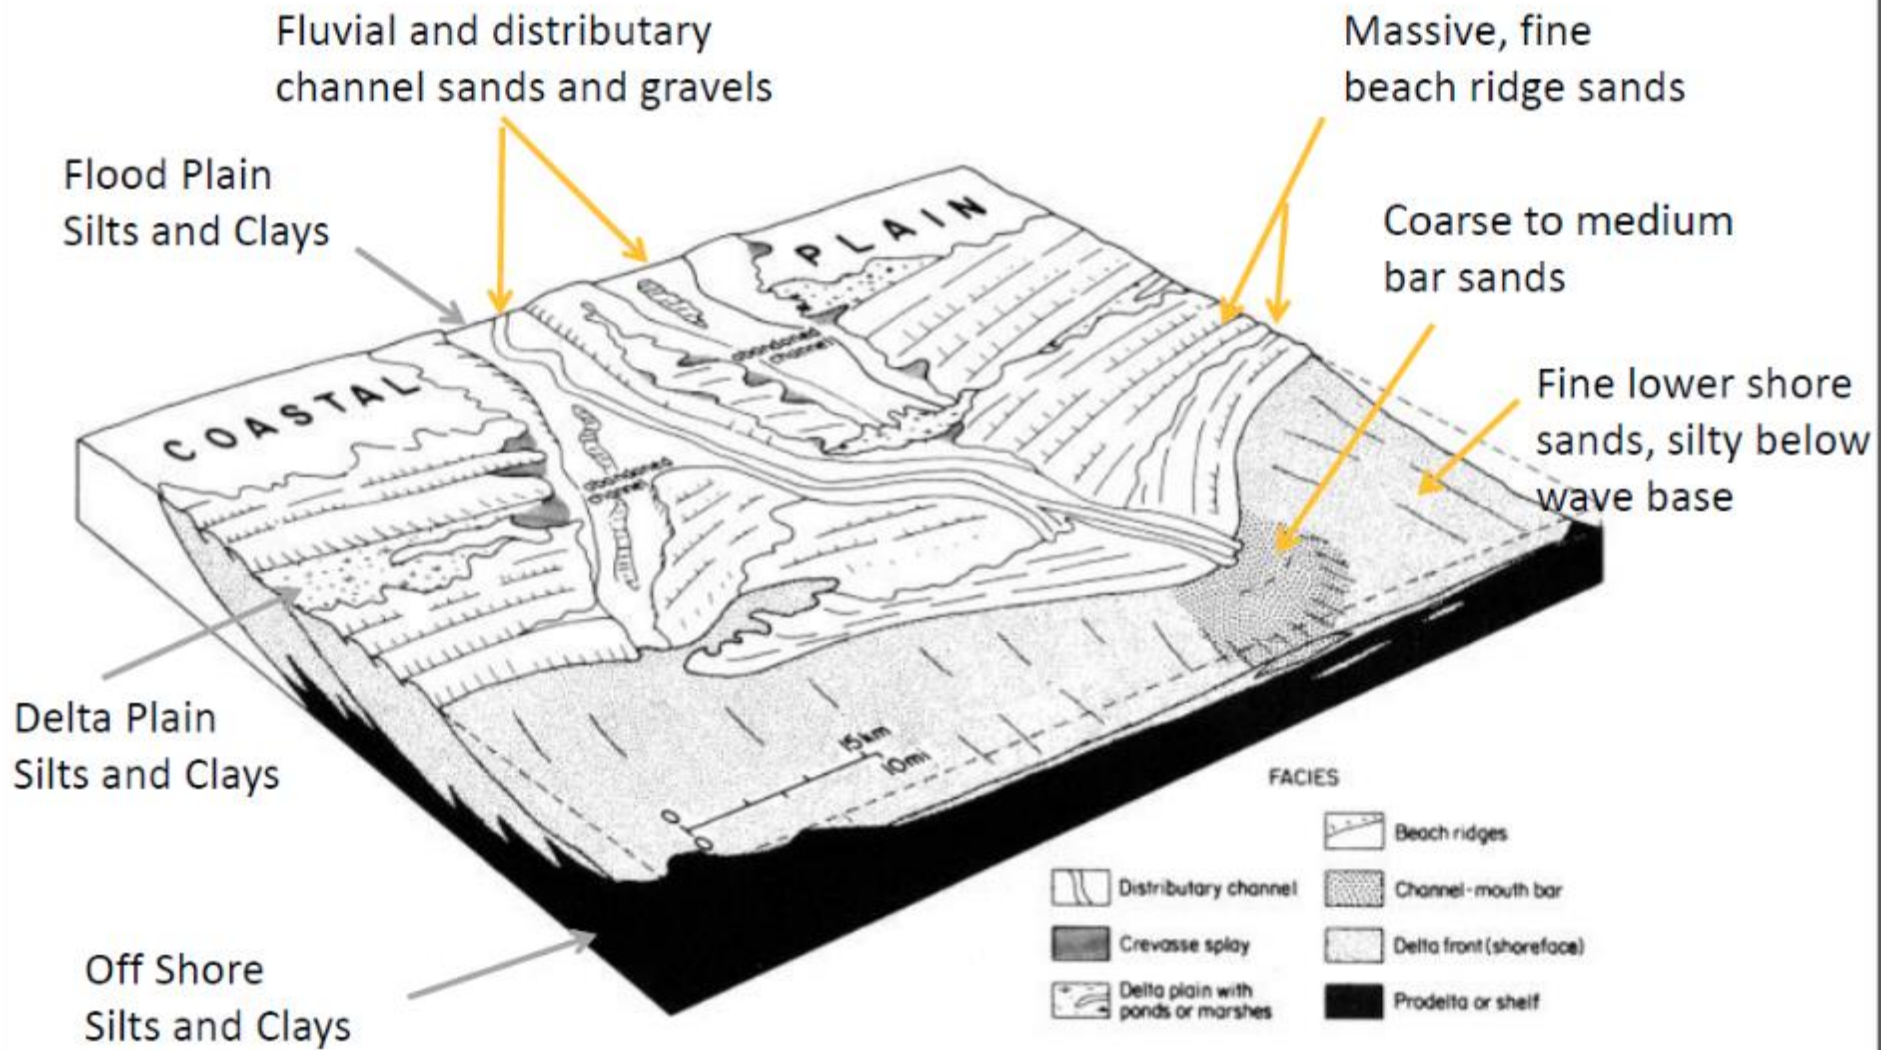 Fluvial and distributary
channel sands and gravels
Massive, fine
beach ridge sands
Flood Plain
Silts and Clays
Coarse to medium
bar sands
Fine lower shore
sands, silty below
wave base
COASTAL
PLAIN
abandoned
channel
abandoned
channel
Delta Plain
Silts and Clays
Off Shore
Silts and Clays
15km
10mi
0
0
FACIES
Beach ridges
Distributary channel
Channel-mouth bar
Crevasse splay
Delta front (shoreface)
Delta plain with
ponds or marshes
Prodelta or shelf